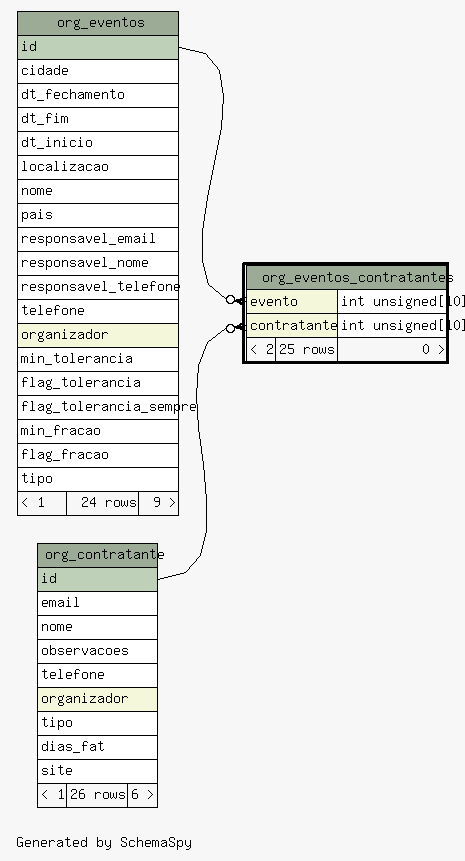 org_eventos
id
cidade
dt_fechamento
dt_fim
dt_inicio
localizacao
nome
pais
responsavel_email
responsavel_nome
responsavel_telefone
telefone
organizador
min_tolerancia
flag_tolerancia
flag_tolerancia_sempre
min_fracao
flag_fracao
tipo
< 1 24 rows 9 >
org_eventos_contratantes
evento int unsigned[10]
contratante int unsigned[10]
< 2 25 rows 0 >
org_contratante
id
email
nome
observacoes
telefone
organizador
tipo
dias_fat
site
< 1 26 rows 6 >
Generated by SchemaSpy